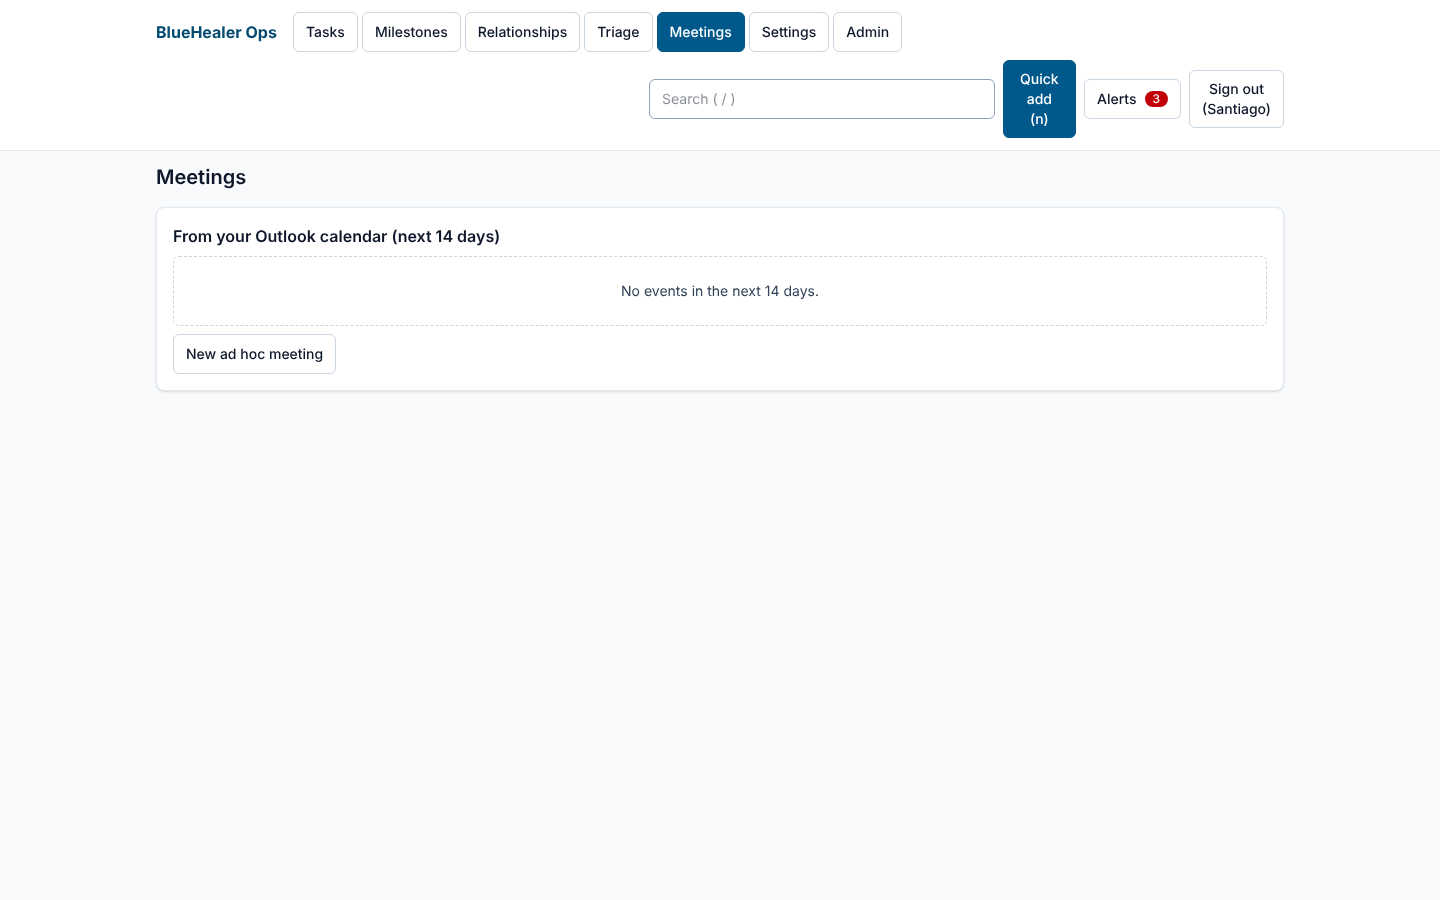 BlueHealer Ops Tasks Milestones Relationships Triage Meetings Settings Admin
Search ( / )
Quick
add
(n)
Alerts 3
Sign out
(Santiago)
Meetings
From your Outlook calendar (next 14 days)
No events in the next 14 days.
New ad hoc meeting